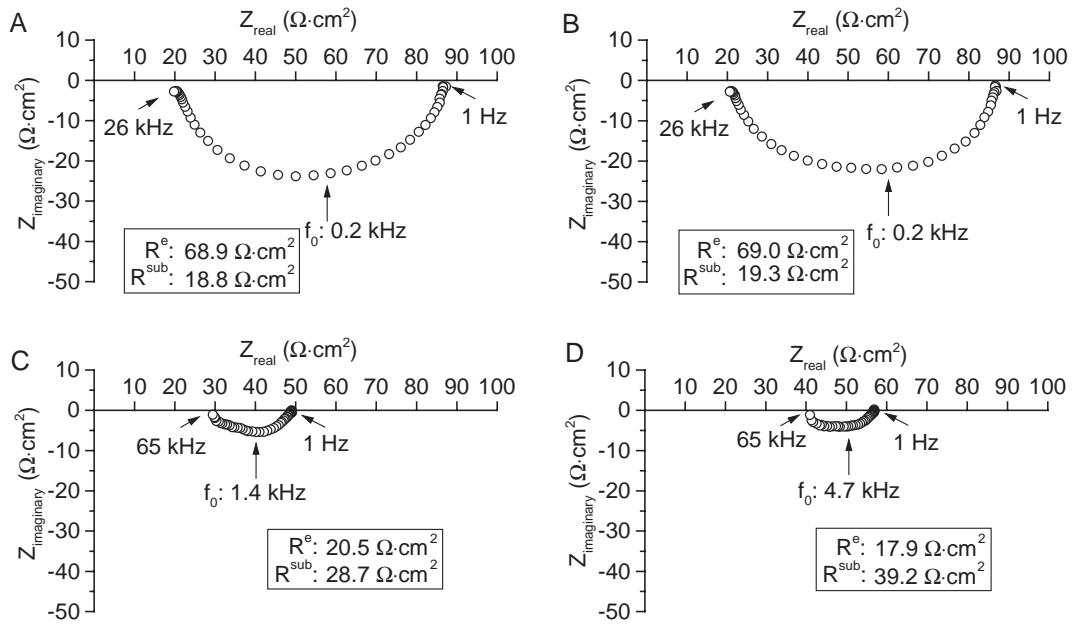 A
Z_real (Ω·cm²)
10 20 30 40 50 60 70 80 90 100
10
0
-10
-20
-30
-40
-50
Z_imaginary (Ω·cm²)
26 kHz
1 Hz
f₀: 0.2 kHz
R^e: 68.9 Ω·cm²
R^sub: 18.8 Ω·cm²
B
Z_real (Ω·cm²)
10 20 30 40 50 60 70 80 90 100
10
0
-10
-20
-30
-40
-50
Z_imaginary (Ω·cm²)
26 kHz
1 Hz
f₀: 0.2 kHz
R^e: 69.0 Ω·cm²
R^sub: 19.3 Ω·cm²
C
Z_real (Ω·cm²)
10 20 30 40 50 60 70 80 90 100
10
0
-10
-20
-30
-40
-50
Z_imaginary (Ω·cm²)
65 kHz
1 Hz
f₀: 1.4 kHz
R^e: 20.5 Ω·cm²
R^sub: 28.7 Ω·cm²
D
Z_real (Ω·cm²)
10 20 30 40 50 60 70 80 90 100
10
0
-10
-20
-30
-40
-50
Z_imaginary (Ω·cm²)
65 kHz
1 Hz
f₀: 4.7 kHz
R^e: 17.9 Ω·cm²
R^sub: 39.2 Ω·cm²